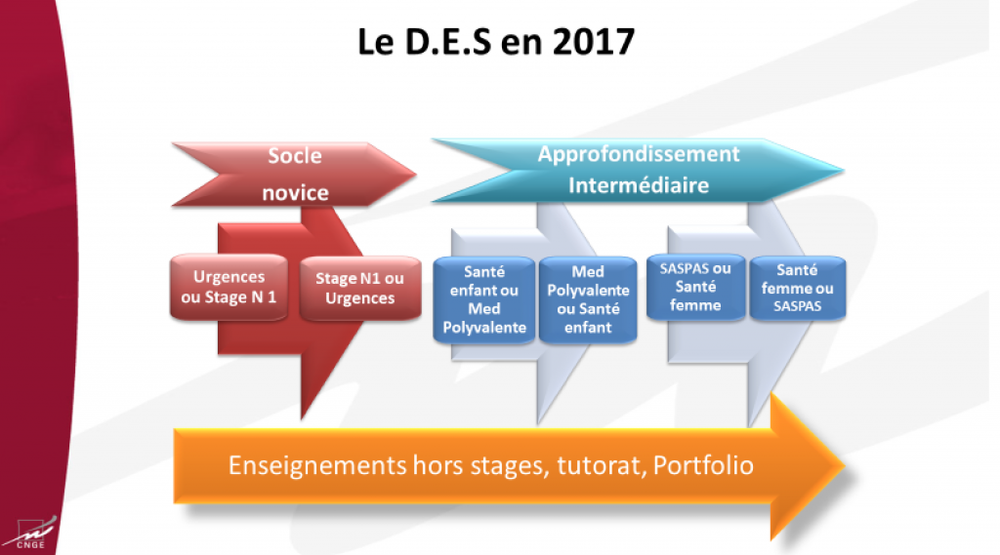 Le D.E.S en 2017
Socle
novice
Approfondissement
Intermédiaire
Urgences
ou Stage N 1
Stage N1 ou
Urgences
Santé
enfant ou
Med
Polyvalente
Med
Polyvalente
ou Santé
enfant
SASPAS ou
Santé
femme
Santé
femme ou
SASPAS
Enseignements hors stages, tutorat, Portfolio
CNGE